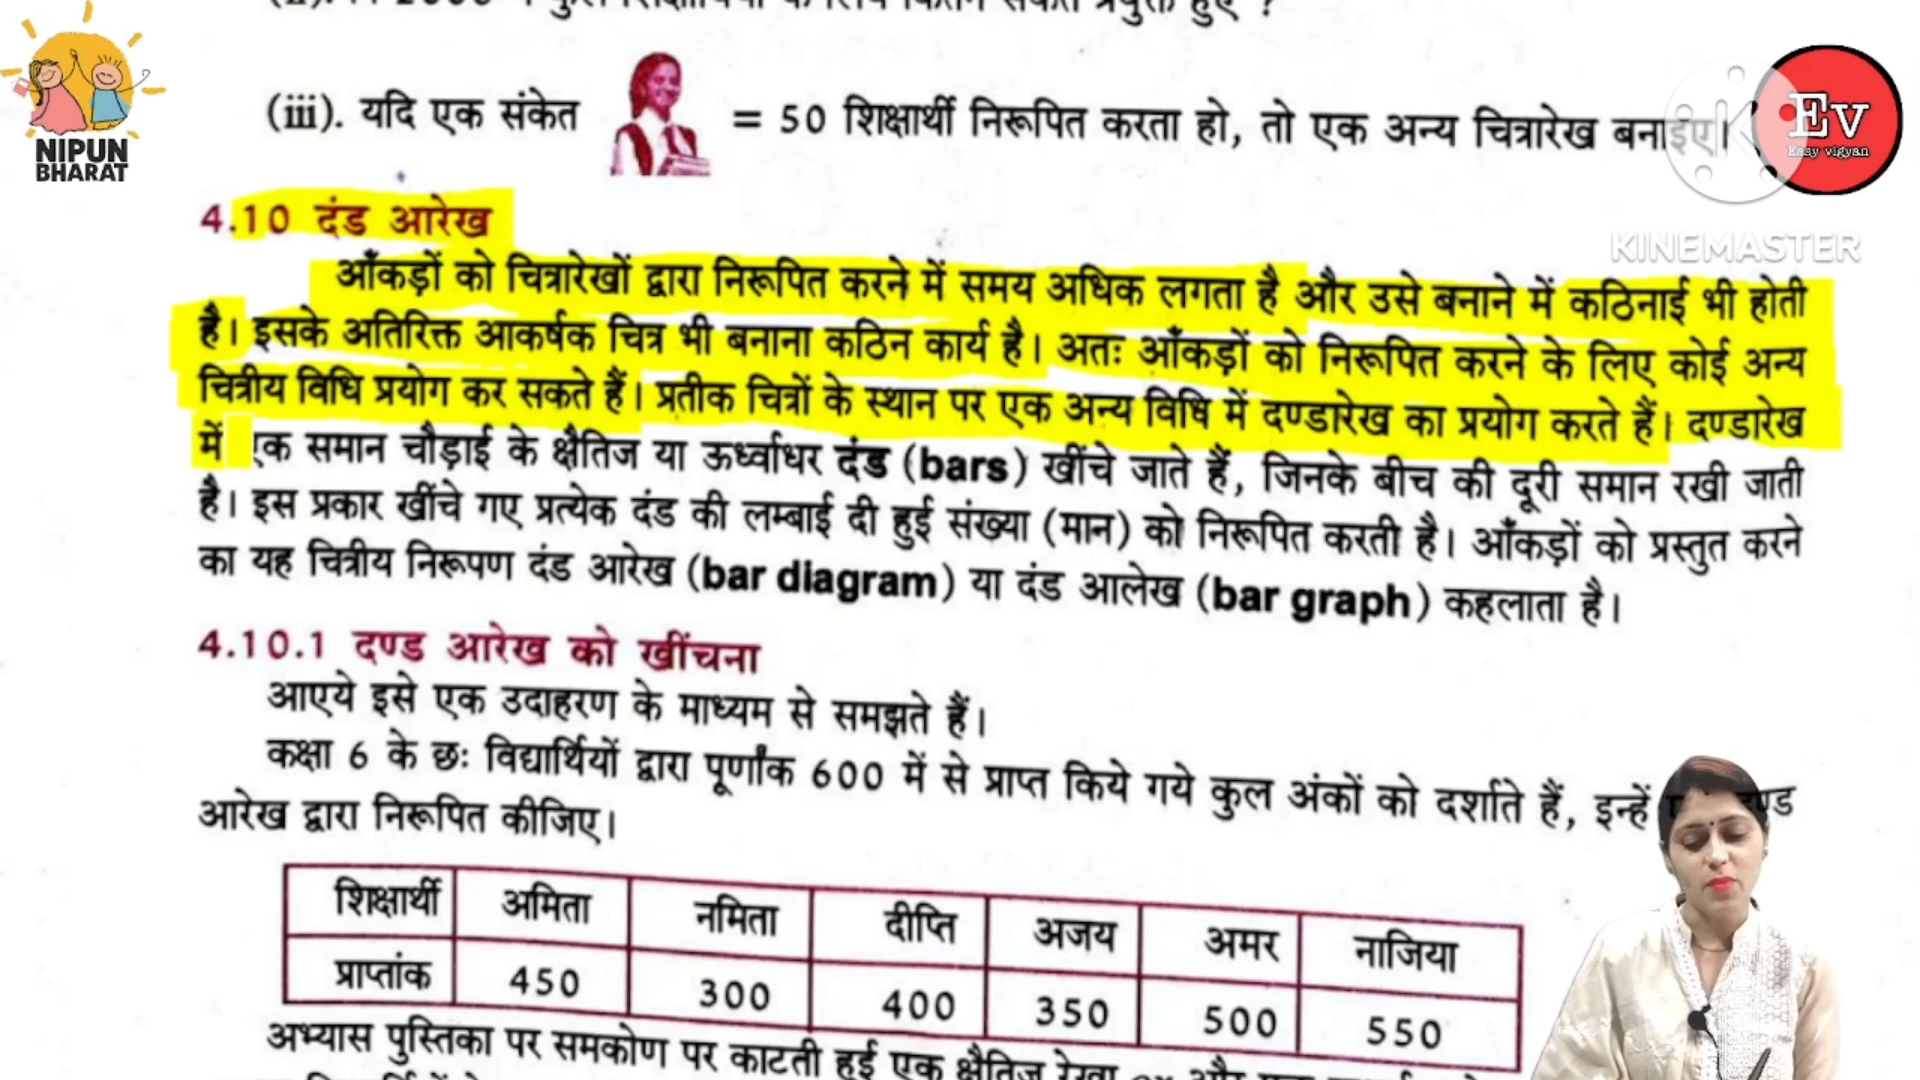 NIPUN
BHARAT
(iii). यदि एक संकेत = 50 शिक्षार्थी निरूपित करता हो, तो एक अन्य चित्रारेख बनाइए।
Ev
Easy vigyan
KINEMASTER
4.10 दंड आरेख
आँकड़ों को चित्रारेखों द्वारा निरूपित करने में समय अधिक लगता है और उसे बनाने में कठिनाई भी होती
है। इसके अतिरिक्त आकर्षक चित्र भी बनाना कठिन कार्य है। अतः आँकड़ों को निरूपित करने के लिए कोई अन्य
चित्रीय विधि प्रयोग कर सकते हैं। प्रतीक चित्रों के स्थान पर एक अन्य विधि में दण्डारेख का प्रयोग करते हैं। दण्डारेख
में एक समान चौड़ाई के क्षैतिज या ऊर्ध्वाधर दंड (bars) खींचे जाते हैं, जिनके बीच की दूरी समान रखी जाती
है। इस प्रकार खींचे गए प्रत्येक दंड की लम्बाई दी हुई संख्या (मान) को निरूपित करती है। आँकड़ों को प्रस्तुत करने
का यह चित्रीय निरूपण दंड आरेख (bar diagram) या दंड आलेख (bar graph) कहलाता है।
4.10.1 दण्ड आरेख को खींचना
आएये इसे एक उदाहरण के माध्यम से समझते हैं।
कक्षा 6 के छः विद्यार्थियों द्वारा पूर्णांक 600 में से प्राप्त किये गये कुल अंकों को दर्शाते हैं, इन्हें
आरेख द्वारा निरूपित कीजिए।
शिक्षार्थी अमिता नमिता दीप्ति अजय अमर नाजिया
प्राप्तांक 450 300 400 350 500 550
अभ्यास पुस्तिका पर समकोण पर काटती हुई एक क्षैतिज रेखा